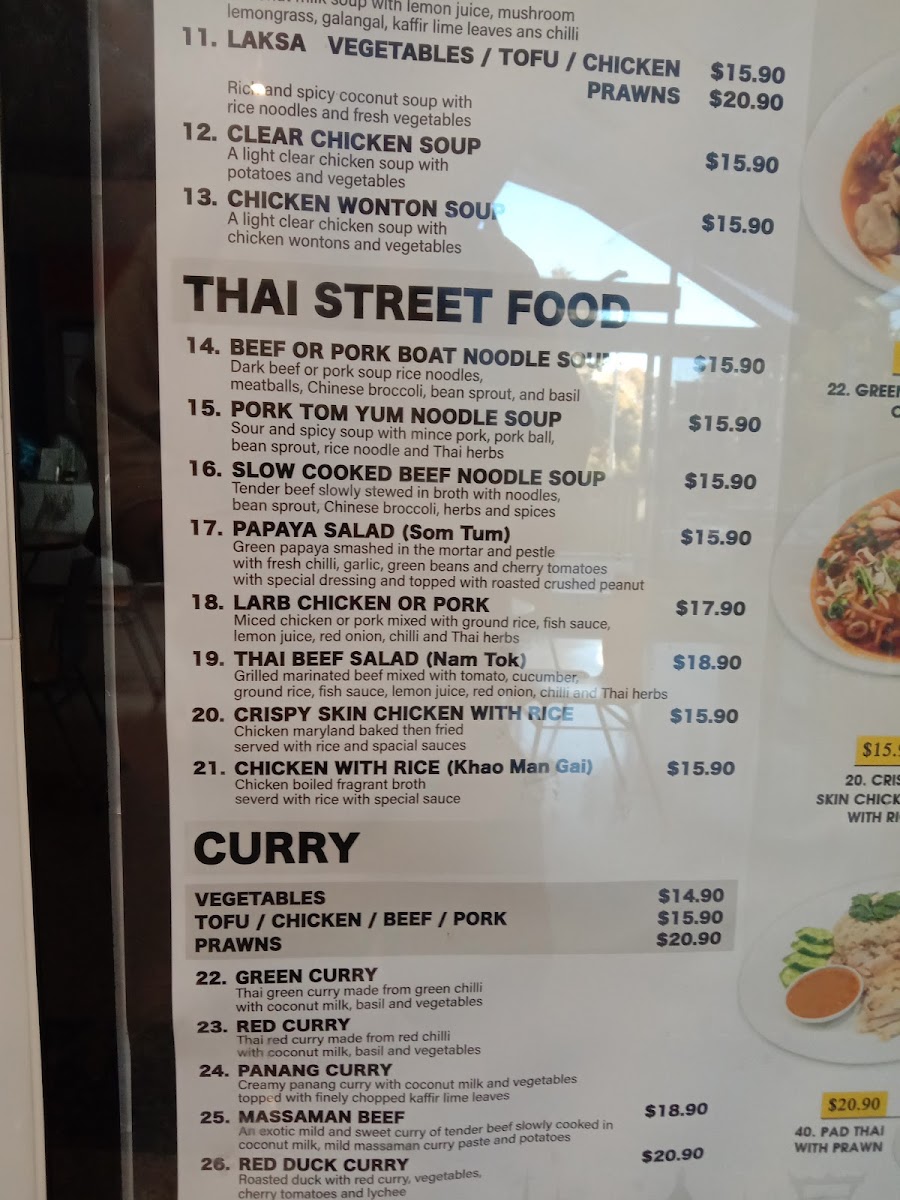 soup with lemon juice, mushroom
lemongrass, galangal, kaffir lime leaves ans chilli
11. LAKSA VEGETABLES / TOFU / CHICKEN $15.90
PRAWNS $20.90
Rich and spicy coconut soup with
rice noodles and fresh vegetables
12. CLEAR CHICKEN SOUP $15.90
A light clear chicken soup with
potatoes and vegetables
13. CHICKEN WONTON SOUP $15.90
A light clear chicken soup with
chicken wontons and vegetables
THAI STREET FOOD
14. BEEF OR PORK BOAT NOODLE SOUP $15.90
Dark beef or pork soup rice noodles,
meatballs, Chinese broccoli, bean sprout, and basil
15. PORK TOM YUM NOODLE SOUP $15.90
Sour and spicy soup with mince pork, pork ball,
bean sprout, rice noodle and Thai herbs
16. SLOW COOKED BEEF NOODLE SOUP $15.90
Tender beef slowly stewed in broth with noodles,
bean sprout, Chinese broccoli, herbs and spices
17. PAPAYA SALAD (Som Tum) $15.90
Green papaya smashed in the mortar and pestle
with fresh chilli, garlic, green beans and cherry tomatoes
with special dressing and topped with roasted crushed peanut
18. LARB CHICKEN OR PORK $17.90
Miced chicken or pork mixed with ground rice, fish sauce,
lemon juice, red onion, chilli and Thai herbs
19. THAI BEEF SALAD (Nam Tok) $18.90
Grilled marinated beef mixed with tomato, cucumber,
ground rice, fish sauce, lemon juice, red onion, chilli and Thai herbs
20. CRISPY SKIN CHICKEN WITH RICE $15.90
Chicken maryland baked then fried
served with rice and spacial sauces
21. CHICKEN WITH RICE (Khao Man Gai) $15.90
Chicken boiled fragrant broth
severd with rice with special sauce
CURRY
VEGETABLES $14.90
TOFU / CHICKEN / BEEF / PORK $15.90
PRAWNS $20.90
22. GREEN CURRY
Thai green curry made from green chilli
with coconut milk, basil and vegetables
23. RED CURRY
Thai red curry made from red chilli
with coconut milk, basil and vegetables
24. PANANG CURRY
Creamy panang curry with coconut milk and vegetables
topped with finely chopped kaffir lime leaves
25. MASSAMAN BEEF $18.90
An exotic mild and sweet curry of tender beef slowly cooked in
coconut milk, mild massaman curry paste and potatoes
26. RED DUCK CURRY $20.90
Roasted duck with red curry, vegetables,
cherry tomatoes and lychee
22. GREE
C
$15.9
20. CRIS
SKIN CHICK
WITH RI
$20.90
40. PAD THAI
WITH PRAWN